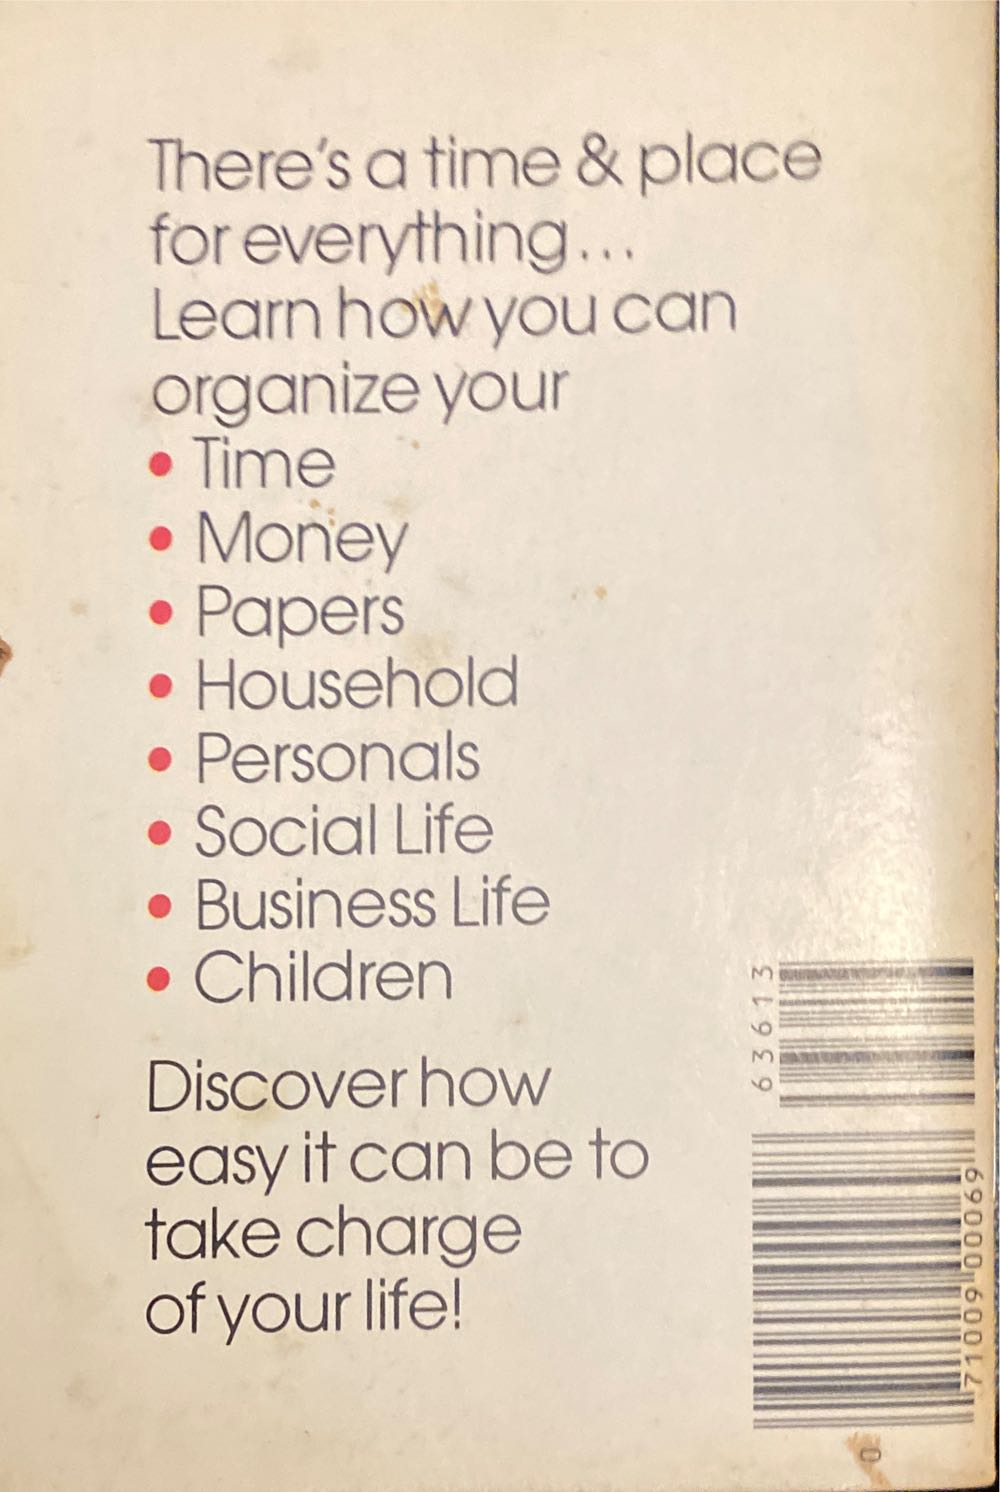 There's a time & place
for everything...
Learn how you can
organize your
• Time
• Money
• Papers
• Household
• Personals
• Social Life
• Business Life
• Children
Discover how
easy it can be to
take charge
of your life!
63613
71009 00069
0